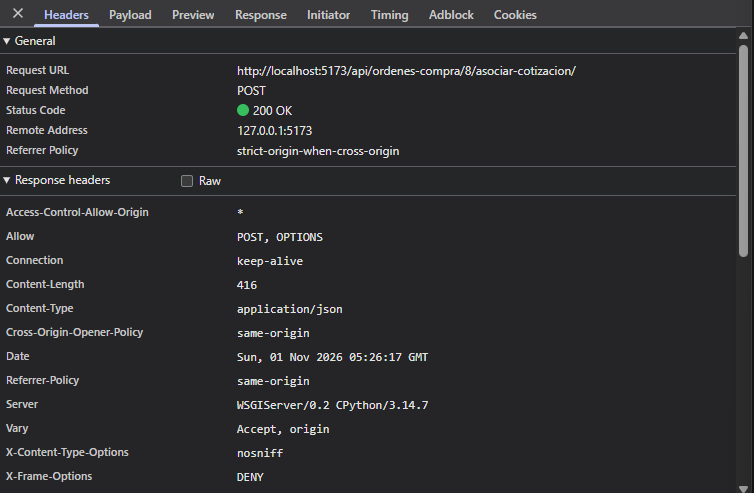 Headers Payload Preview Response Initiator Timing Adblock Cookies
General
Request URL http://localhost:5173/api/ordenes-compra/8/asociar-cotizacion/
Request Method POST
Status Code 200 OK
Remote Address 127.0.0.1:5173
Referrer Policy strict-origin-when-cross-origin
Response headers Raw
Access-Control-Allow-Origin *
Allow POST, OPTIONS
Connection keep-alive
Content-Length 416
Content-Type application/json
Cross-Origin-Opener-Policy same-origin
Date Sun, 01 Nov 2026 05:26:17 GMT
Referrer-Policy same-origin
Server WSGIServer/0.2 CPython/3.14.7
Vary Accept, origin
X-Content-Type-Options nosniff
X-Frame-Options DENY